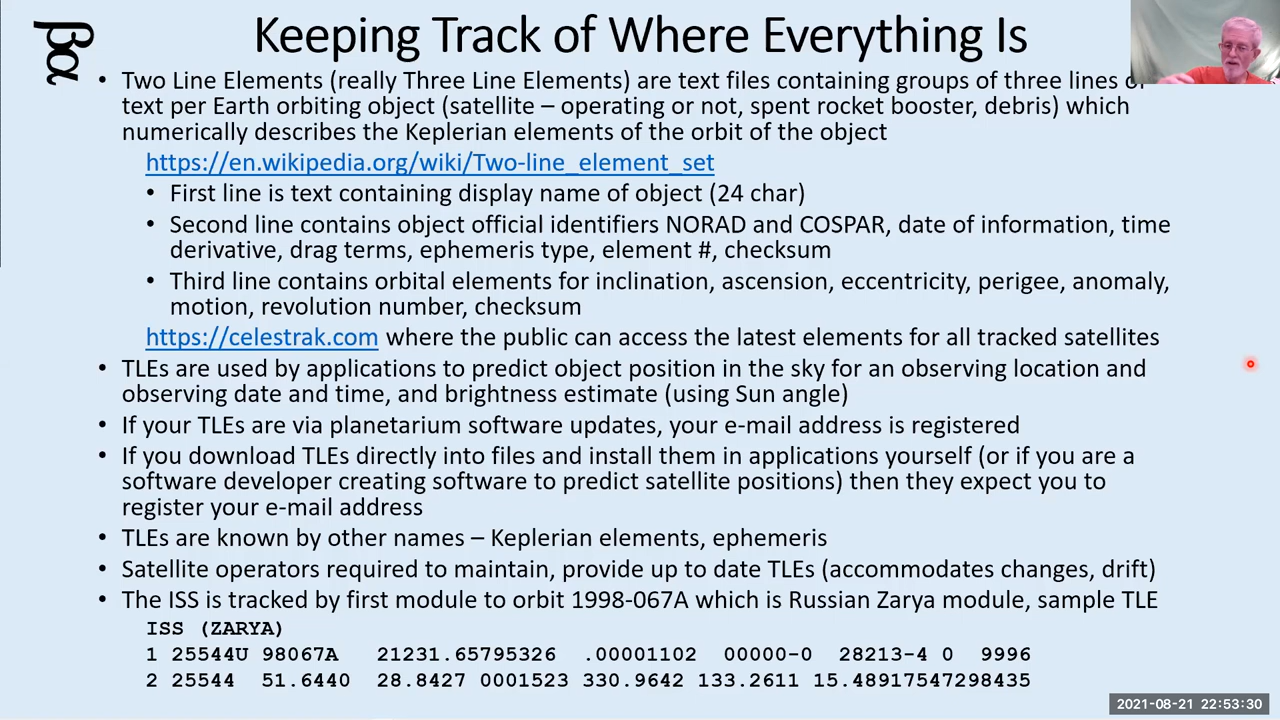 βα
Keeping Track of Where Everything Is
• Two Line Elements (really Three Line Elements) are text files containing groups of three lines of
text per Earth orbiting object (satellite – operating or not, spent rocket booster, debris) which
numerically describes the Keplerian elements of the orbit of the object
https://en.wikipedia.org/wiki/Two-line_element_set
• First line is text containing display name of object (24 char)
• Second line contains object official identifiers NORAD and COSPAR, date of information, time
derivative, drag terms, ephemeris type, element #, checksum
• Third line contains orbital elements for inclination, ascension, eccentricity, perigee, anomaly,
motion, revolution number, checksum
https://celestrak.com where the public can access the latest elements for all tracked satellites
• TLEs are used by applications to predict object position in the sky for an observing location and
observing date and time, and brightness estimate (using Sun angle)
• If your TLEs are via planetarium software updates, your e-mail address is registered
• If you download TLEs directly into files and install them in applications yourself (or if you are a
software developer creating software to predict satellite positions) then they expect you to
register your e-mail address
• TLEs are known by other names – Keplerian elements, ephemeris
• Satellite operators required to maintain, provide up to date TLEs (accommodates changes, drift)
• The ISS is tracked by first module to orbit 1998-067A which is Russian Zarya module, sample TLE
ISS (ZARYA)
1 25544U 98067A   21231.65795326  .00001102  00000-0  28213-4 0  9996
2 25544  51.6440  28.8427 0001523 330.9642 133.2611 15.48917547298435
2021-08-21 22:53:30